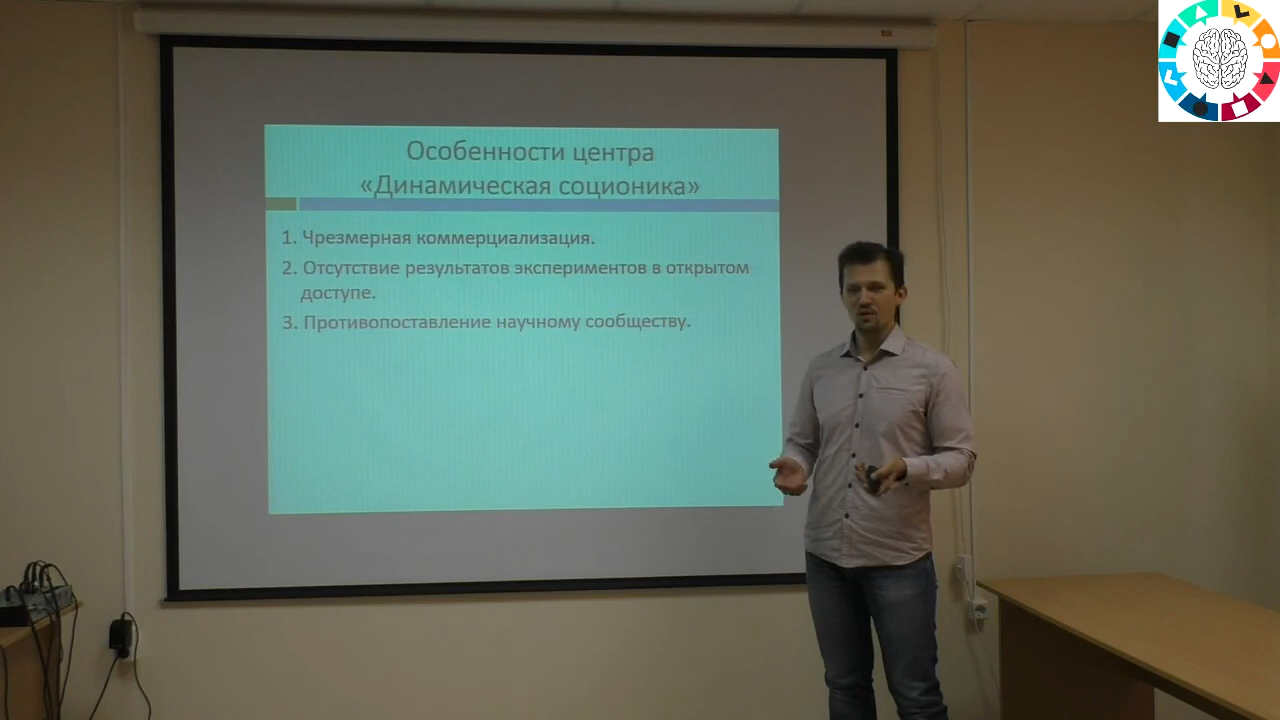 Особенности центра
«Динамическая соционика»
1. Чрезмерная коммерциализация.
2. Отсутствие результатов экспериментов в открытом
доступе.
3. Противопоставление научному сообществу.